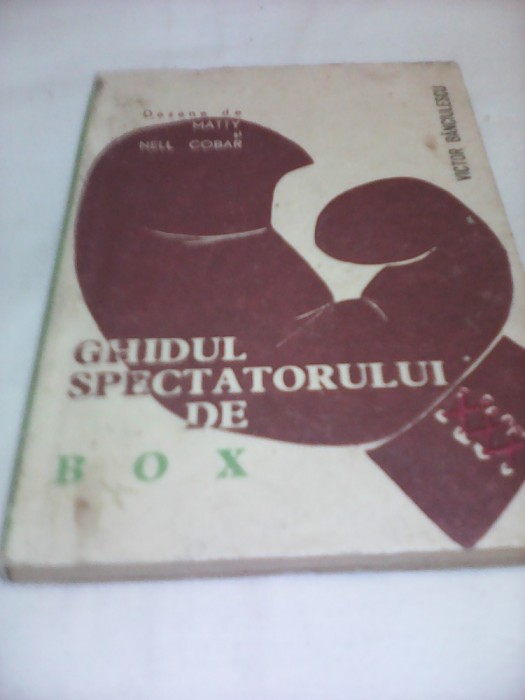 Desene de
MATTY
și
NELL COBAR
VICTOR BĂNCIULESCU
GHIDUL
SPECTATORULUI
DE
BOX